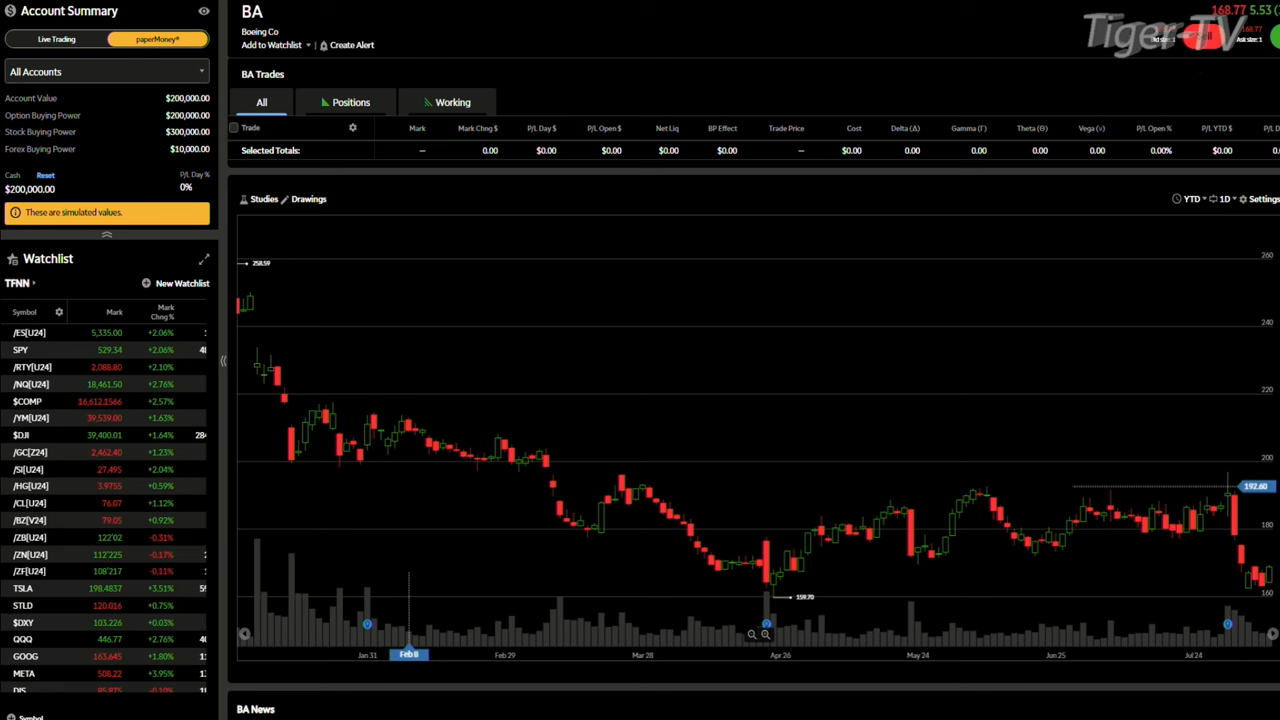 Account Summary
Live Trading
paperMoney®
All Accounts
Account Value $200,000.00
Option Buying Power $200,000.00
Stock Buying Power $300,000.00
Forex Buying Power $10,000.00
Cash Reset P/L Day %
$200,000.00 0%
These are simulated values.
Watchlist
TFNN
New Watchlist
Symbol Mark Mark Chng %
/ES[U24] 5,335.00 +2.06%
SPY 529.34 +2.06%
/RTY[U24] 2,088.80 +2.10%
/NQ[U24] 18,461.50 +2.76%
$COMP 16,612.1566 +2.57%
/YM[U24] 39,539.00 +1.63%
$DJI 39,400.01 +1.64%
/GC[Z24] 2,462.40 +1.23%
/SI[U24] 27.495 +2.04%
/HG[U24] 3.9755 +0.59%
/CL[U24] 76.07 +1.12%
/BZ[V24] 79.05 +0.92%
/ZB[U24] 122'02 -0.31%
/ZN[U24] 112'225 -0.17%
/ZF[U24] 108'217 -0.11%
TSLA 198.4837 +3.51%
STLD 120.016 +0.75%
$DXY 103.226 +0.03%
QQQ 446.77 +2.76%
GOOG 163.645 +1.80%
META 508.22 +3.95%
DIS 85.875 -0.10%
Symbol
BA
168.77 5.53
Boeing Co
Add to Watchlist
Create Alert
Tiger-TV
168.77
Ask size: 1
BA Trades
All
Positions
Working
Trade Mark Mark Chng $ P/L Day $ P/L Open $ Net Liq BP Effect Trade Price Cost Delta (Δ) Gamma (Γ) Theta (Θ) Vega (ν) P/L Open % P/L YTD $
Selected Totals: – 0.00 $0.00 $0.00 $0.00 $0.00 – $0.00 0.00 0.00 0.00 0.00 0.00% $0.00
Studies
Drawings
YTD
1D
Settings
260
258.59
240
220
200
192.60
180
160
159.70
Jan 31
Feb 8
Feb 29
Mar 28
Apr 26
May 24
Jun 25
Jul 24
BA News